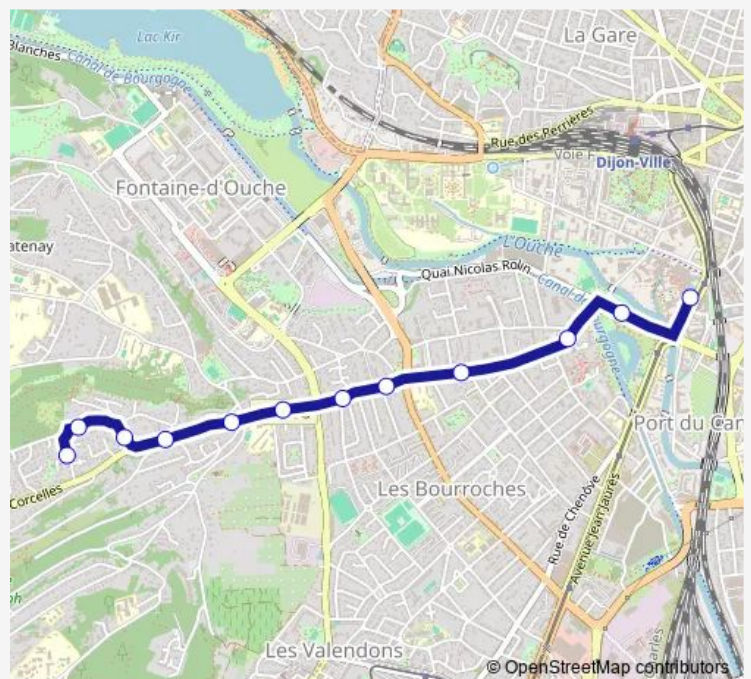 Lac Kir
La Gare
Blanches
Canal de Bourgogne
Rue des Perrières
Voie F
Dijon-Ville
Fontaine-d'Ouche
atenay
L'Ouche
Quai Nicolas Rolin
Canal de Bourgogne
Port du Can
Corcelles
Les Bourroches
Rue de Chenôve
Avenue Jean Jaurès
Les Valendons
© OpenStreetMap contributors